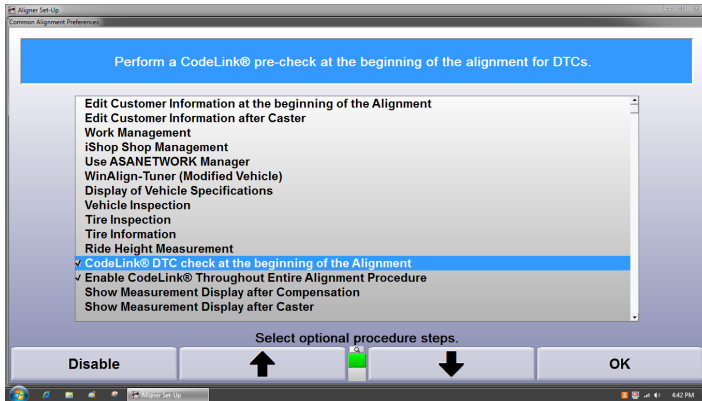 Aligner Set-Up
Common Alignment Preferences
Perform a CodeLink® pre-check at the beginning of the alignment for DTCs.
Edit Customer Information at the beginning of the Alignment
Edit Customer Information after Caster
Work Management
iShop Shop Management
Use ASANETWORK Manager
WinAlign-Tuner (Modified Vehicle)
Display of Vehicle Specifications
Vehicle Inspection
Tire Inspection
Tire Information
Ride Height Measurement
CodeLink® DTC check at the beginning of the Alignment
Enable CodeLink® Throughout Entire Alignment Procedure
Show Measurement Display after Compensation
Show Measurement Display after Caster
Select optional procedure steps.
Disable
OK
Aligner Set-Up
4:42 PM